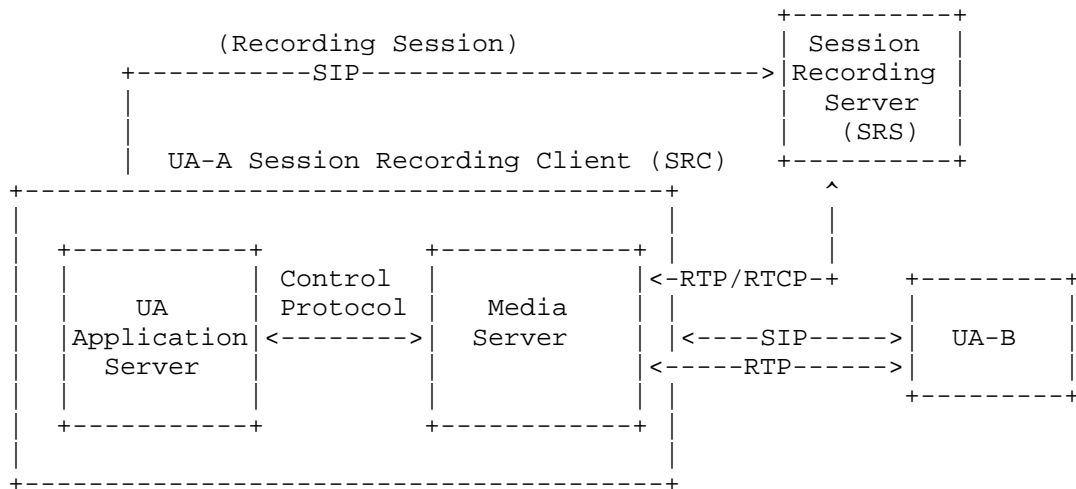 (Recording Session) Session
SIP Recording
Server
(SRS)
UA-A Session Recording Client (SRC)
Control RTP/RTCP
UA Protocol Media
Application Server SIP UA-B
Server RTP